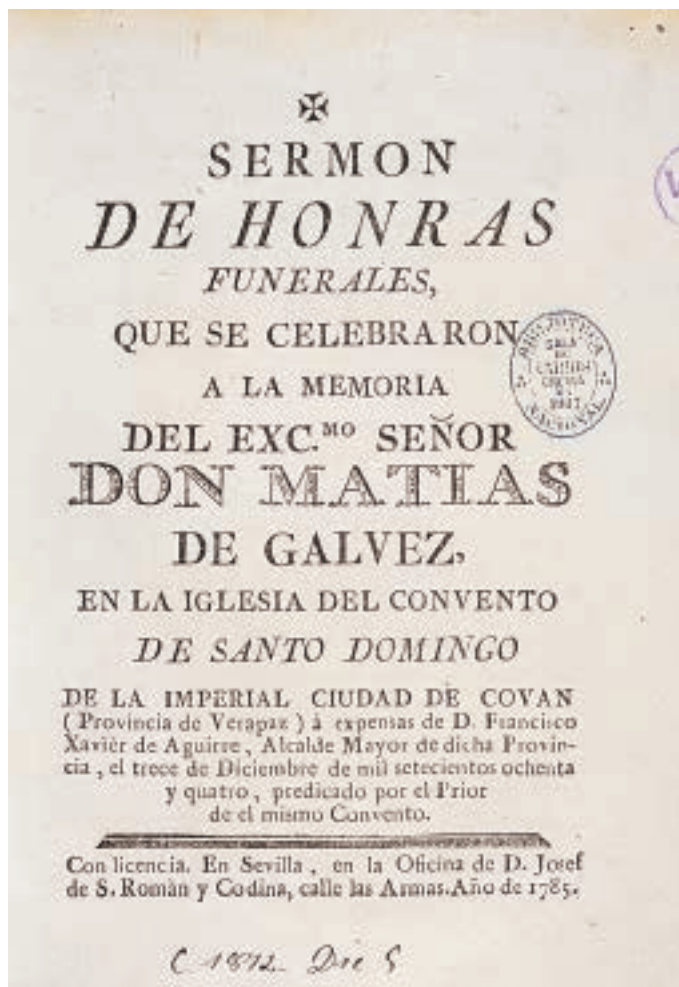 SERMON
DE HONRAS
FUNERALES,
QUE SE CELEBRARON
A LA MEMORIA
DEL EXC.MO SEÑOR
DON MATIAS
DE GALVEZ,
EN LA IGLESIA DEL CONVENTO
DE SANTO DOMINGO
DE LA IMPERIAL CIUDAD DE COVAN
( Provincia de Verapaz ) à expensas de D. Francisco
Xavièr de Aguirre, Alcalde Mayor de dicha Provin-
cia, el trece de Diciembre de mil setecientos ochenta
y quatro, predicado por el Prior
de el mismo Convento.
Con licencia. En Sevilla, en la Oficina de D. Josef
de S. Romàn y Codina, calle las Armas. Año de 1785.
BIBLIOTECA
NACIONAL